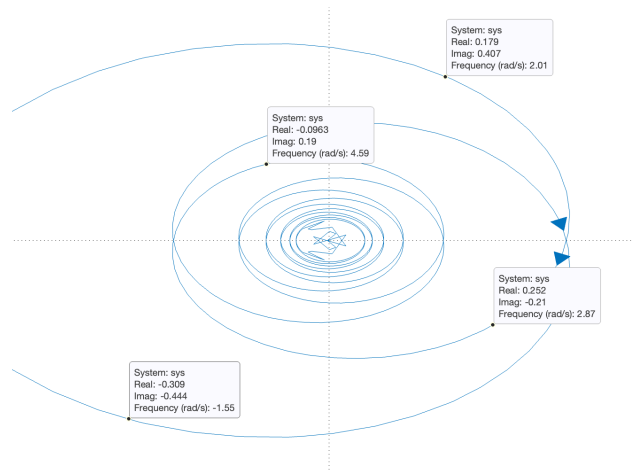 System: sys
Real: 0.179
Imag: 0.407
Frequency (rad/s): 2.01
System: sys
Real: -0.0963
Imag: 0.19
Frequency (rad/s): 4.59
System: sys
Real: 0.252
Imag: -0.21
Frequency (rad/s): 2.87
System: sys
Real: -0.309
Imag: -0.444
Frequency (rad/s): -1.55